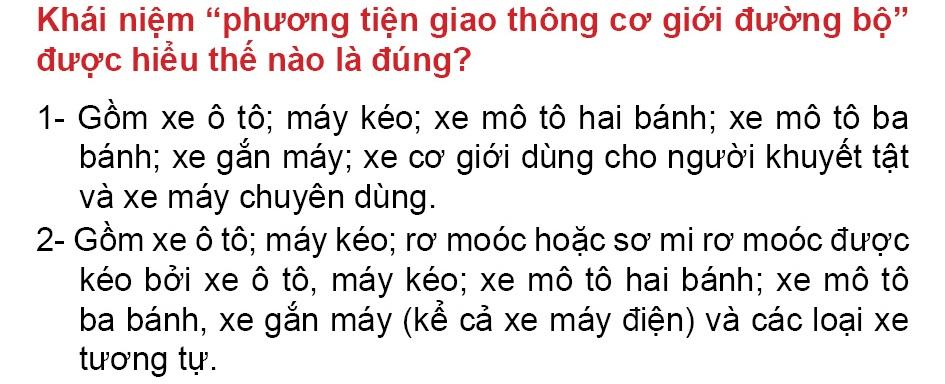 Khái niệm “phương tiện giao thông cơ giới đường bộ”
được hiểu thế nào là đúng?
1- Gồm xe ô tô; máy kéo; xe mô tô hai bánh; xe mô tô ba
bánh; xe gắn máy; xe cơ giới dùng cho người khuyết tật
và xe máy chuyên dùng.
2- Gồm xe ô tô; máy kéo; rơ moóc hoặc sơ mi rơ moóc được
kéo bởi xe ô tô, máy kéo; xe mô tô hai bánh; xe mô tô
ba bánh, xe gắn máy (kể cả xe máy điện) và các loại xe
tương tự.